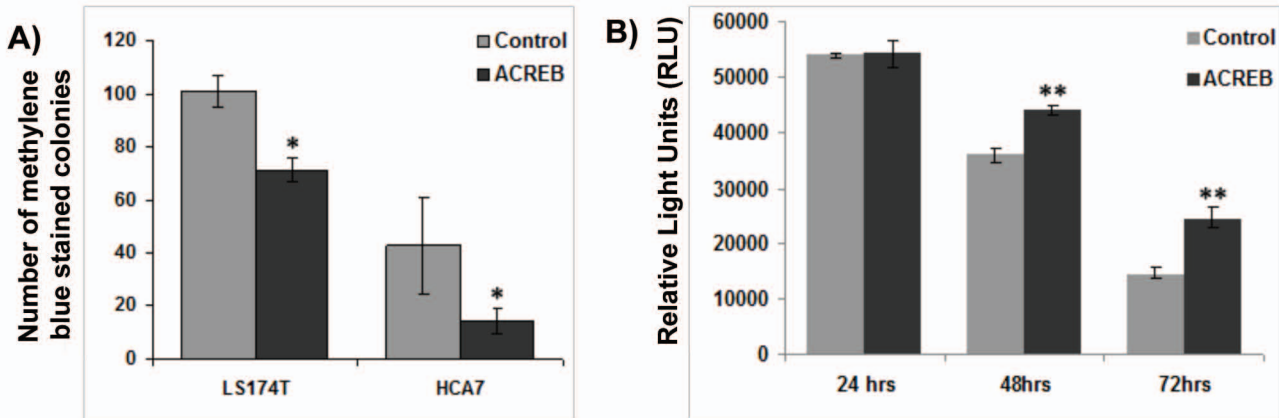 A)
Number of methylene
blue stained colonies
120
100
80
60
40
20
0
Control
ACREB
*
*
LS174T
HCA7
B)
Relative Light Units (RLU)
60000
50000
40000
30000
20000
10000
0
Control
ACREB
**
**
24 hrs
48hrs
72hrs